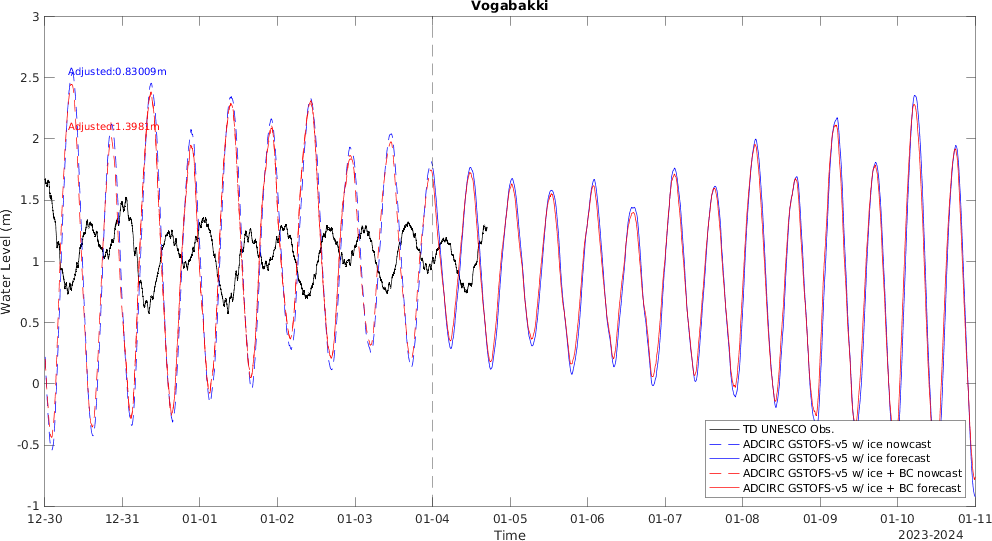 Vogabakki
Adjusted:0.83009m
Adjusted:1.3981m
Water Level (m)
3
2.5
2
1.5
1
0.5
0
-0.5
-1
12-30 12-31 01-01 01-02 01-03 01-04 01-05 01-06 01-07 01-08 01-09 01-10 01-11
Time
2023-2024
TD UNESCO Obs.
ADCIRC GSTOFS-v5 w/ ice nowcast
ADCIRC GSTOFS-v5 w/ ice forecast
ADCIRC GSTOFS-v5 w/ ice + BC nowcast
ADCIRC GSTOFS-v5 w/ ice + BC forecast